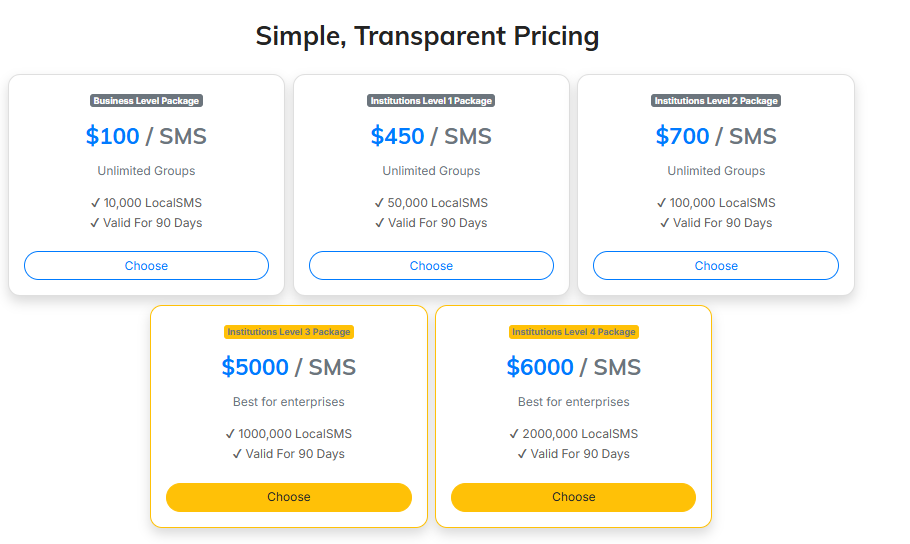 Simple, Transparent Pricing
Business Level Package
$100 / SMS
Unlimited Groups
✓ 10,000 LocalSMS
✓ Valid For 90 Days
Choose
Institutions Level 1 Package
$450 / SMS
Unlimited Groups
✓ 50,000 LocalSMS
✓ Valid For 90 Days
Choose
Institutions Level 2 Package
$700 / SMS
Unlimited Groups
✓ 100,000 LocalSMS
✓ Valid For 90 Days
Choose
Institutions Level 3 Package
$5000 / SMS
Best for enterprises
✓ 1000,000 LocalSMS
✓ Valid For 90 Days
Choose
Institutions Level 4 Package
$6000 / SMS
Best for enterprises
✓ 2000,000 LocalSMS
✓ Valid For 90 Days
Choose